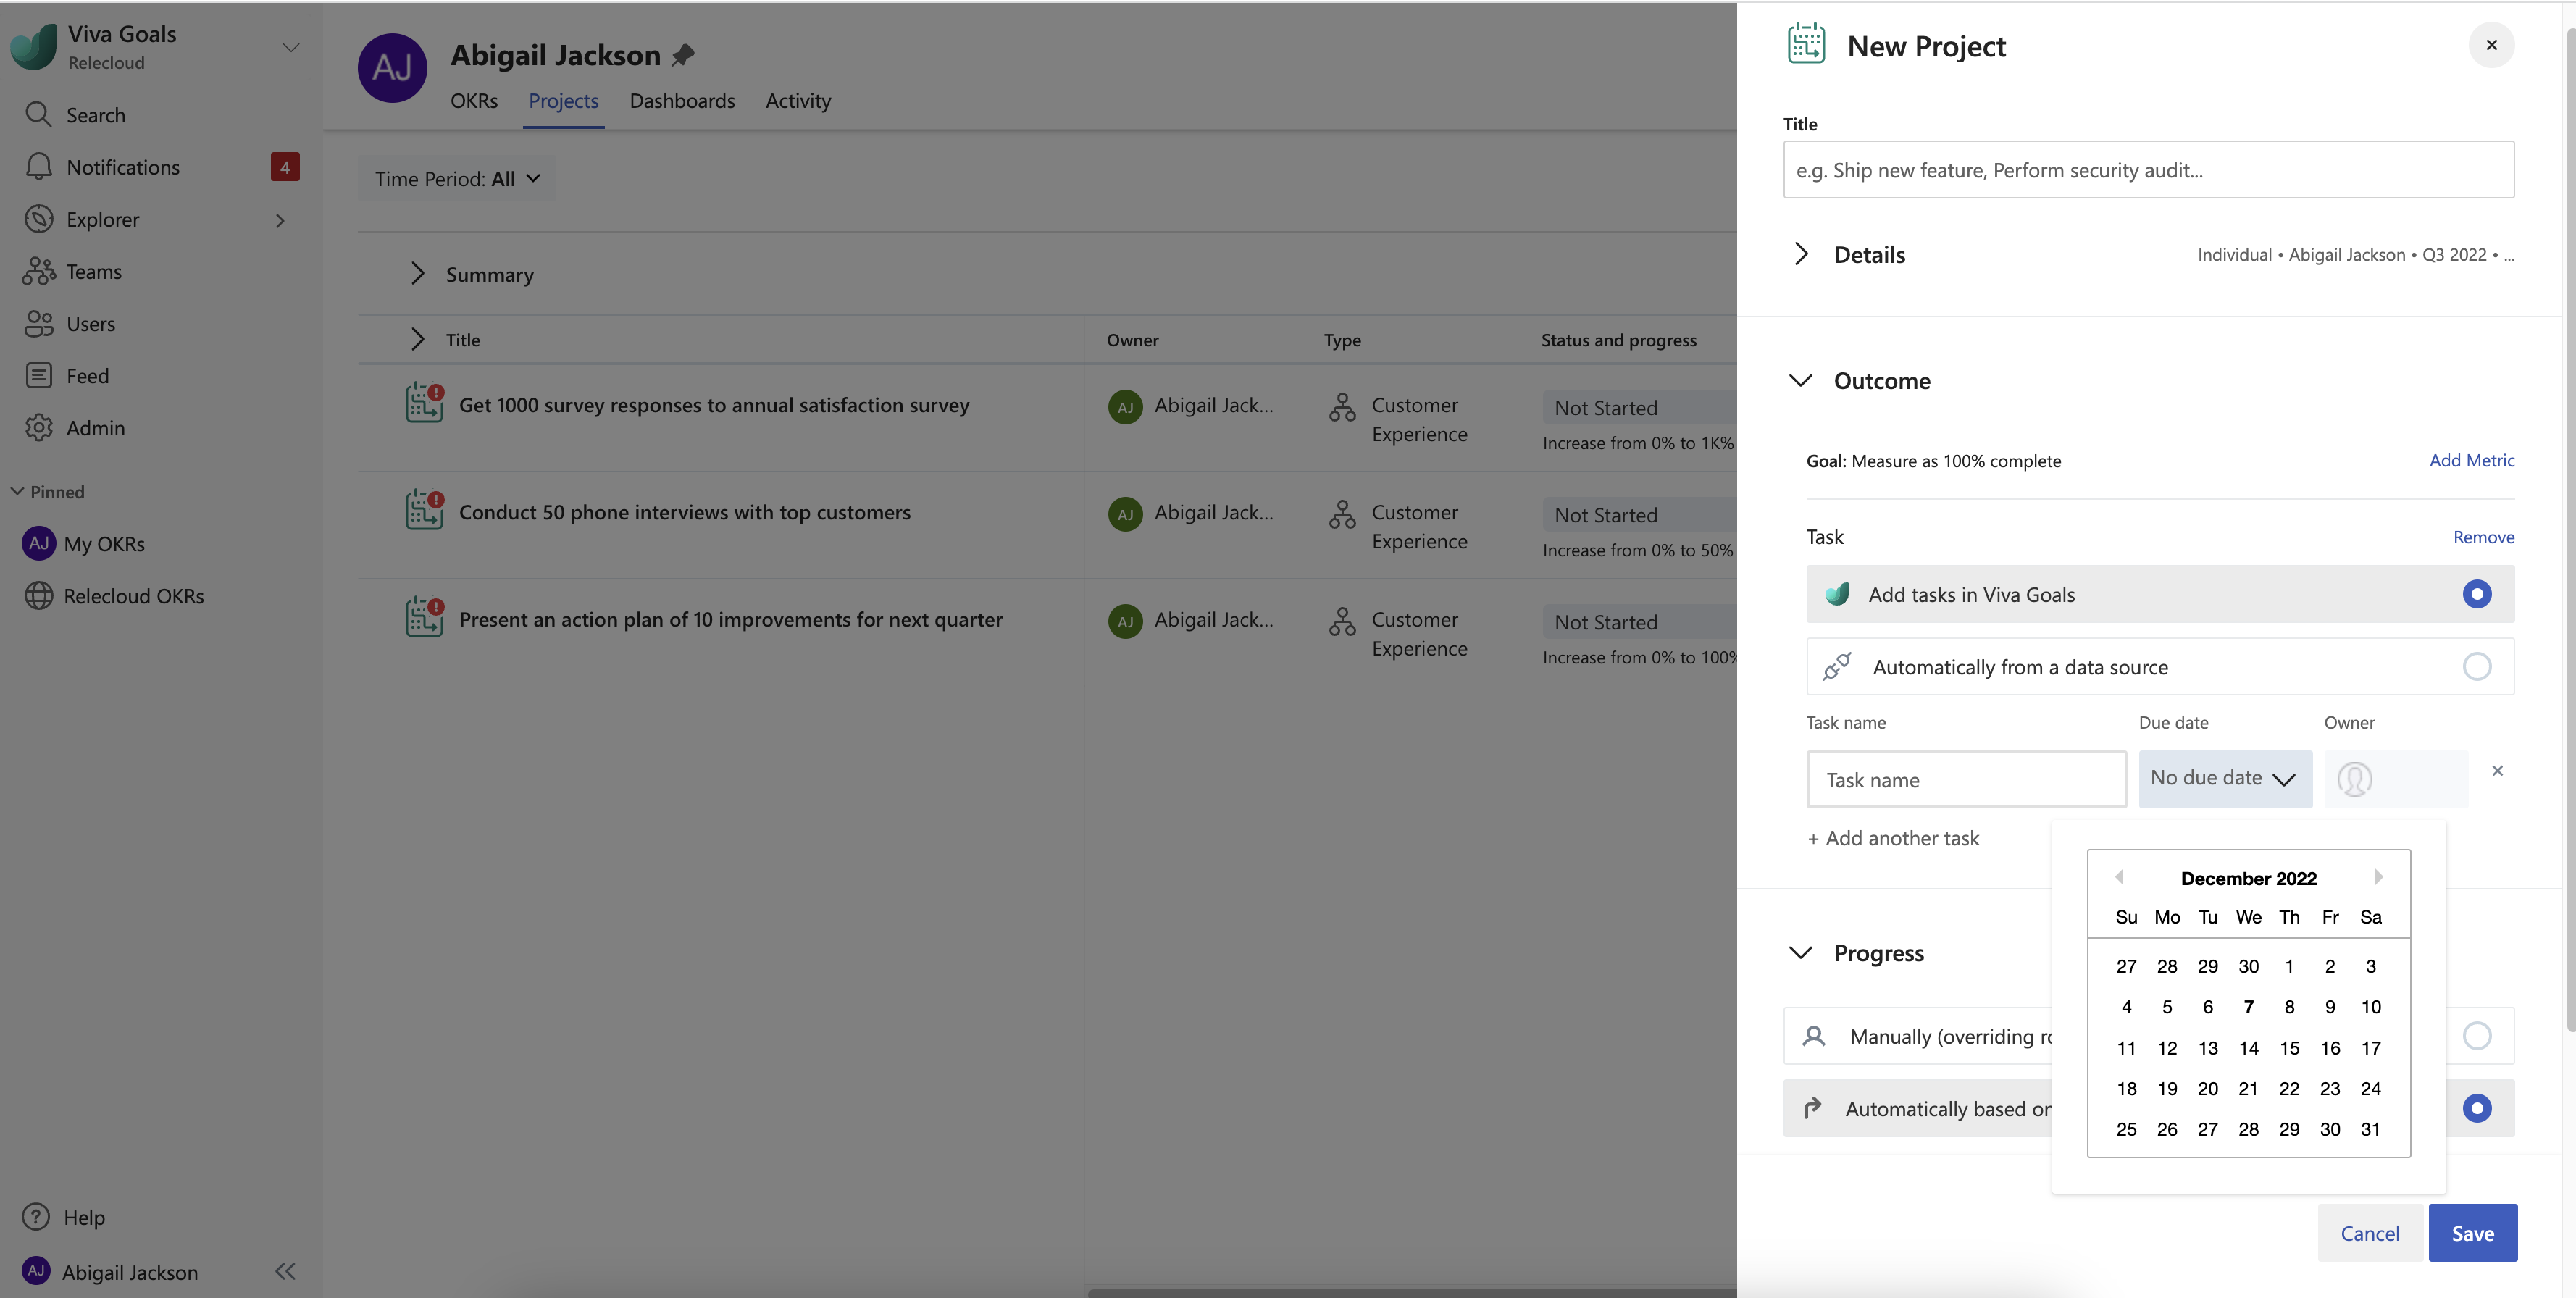 Viva Goals
Relecloud
Search
Notifications 4
Explorer
Teams
Users
Feed
Admin
Pinned
AJ My OKRs
Relecloud OKRs
Help
AJ Abigail Jackson
AJ Abigail Jackson
OKRs Projects Dashboards Activity
Time Period: All
Summary
Title Owner Type Status and progress
Get 1000 survey responses to annual satisfaction survey AJ Abigail Jack... Customer Experience Not Started
Increase from 0% to 1K%
Conduct 50 phone interviews with top customers AJ Abigail Jack... Customer Experience Not Started
Increase from 0% to 50%
Present an action plan of 10 improvements for next quarter AJ Abigail Jack... Customer Experience Not Started
Increase from 0% to 100%
New Project
Title
e.g. Ship new feature, Perform security audit...
Details Individual • Abigail Jackson • Q3 2022 • ...
Outcome
Goal: Measure as 100% complete Add Metric
Task Remove
Add tasks in Viva Goals
Automatically from a data source
Task name Due date Owner
Task name No due date
+ Add another task
December 2022
Su Mo Tu We Th Fr Sa
27 28 29 30 1 2 3
4 5 6 7 8 9 10
11 12 13 14 15 16 17
18 19 20 21 22 23 24
25 26 27 28 29 30 31
Progress
Manually (overriding
Automatically based
Cancel Save